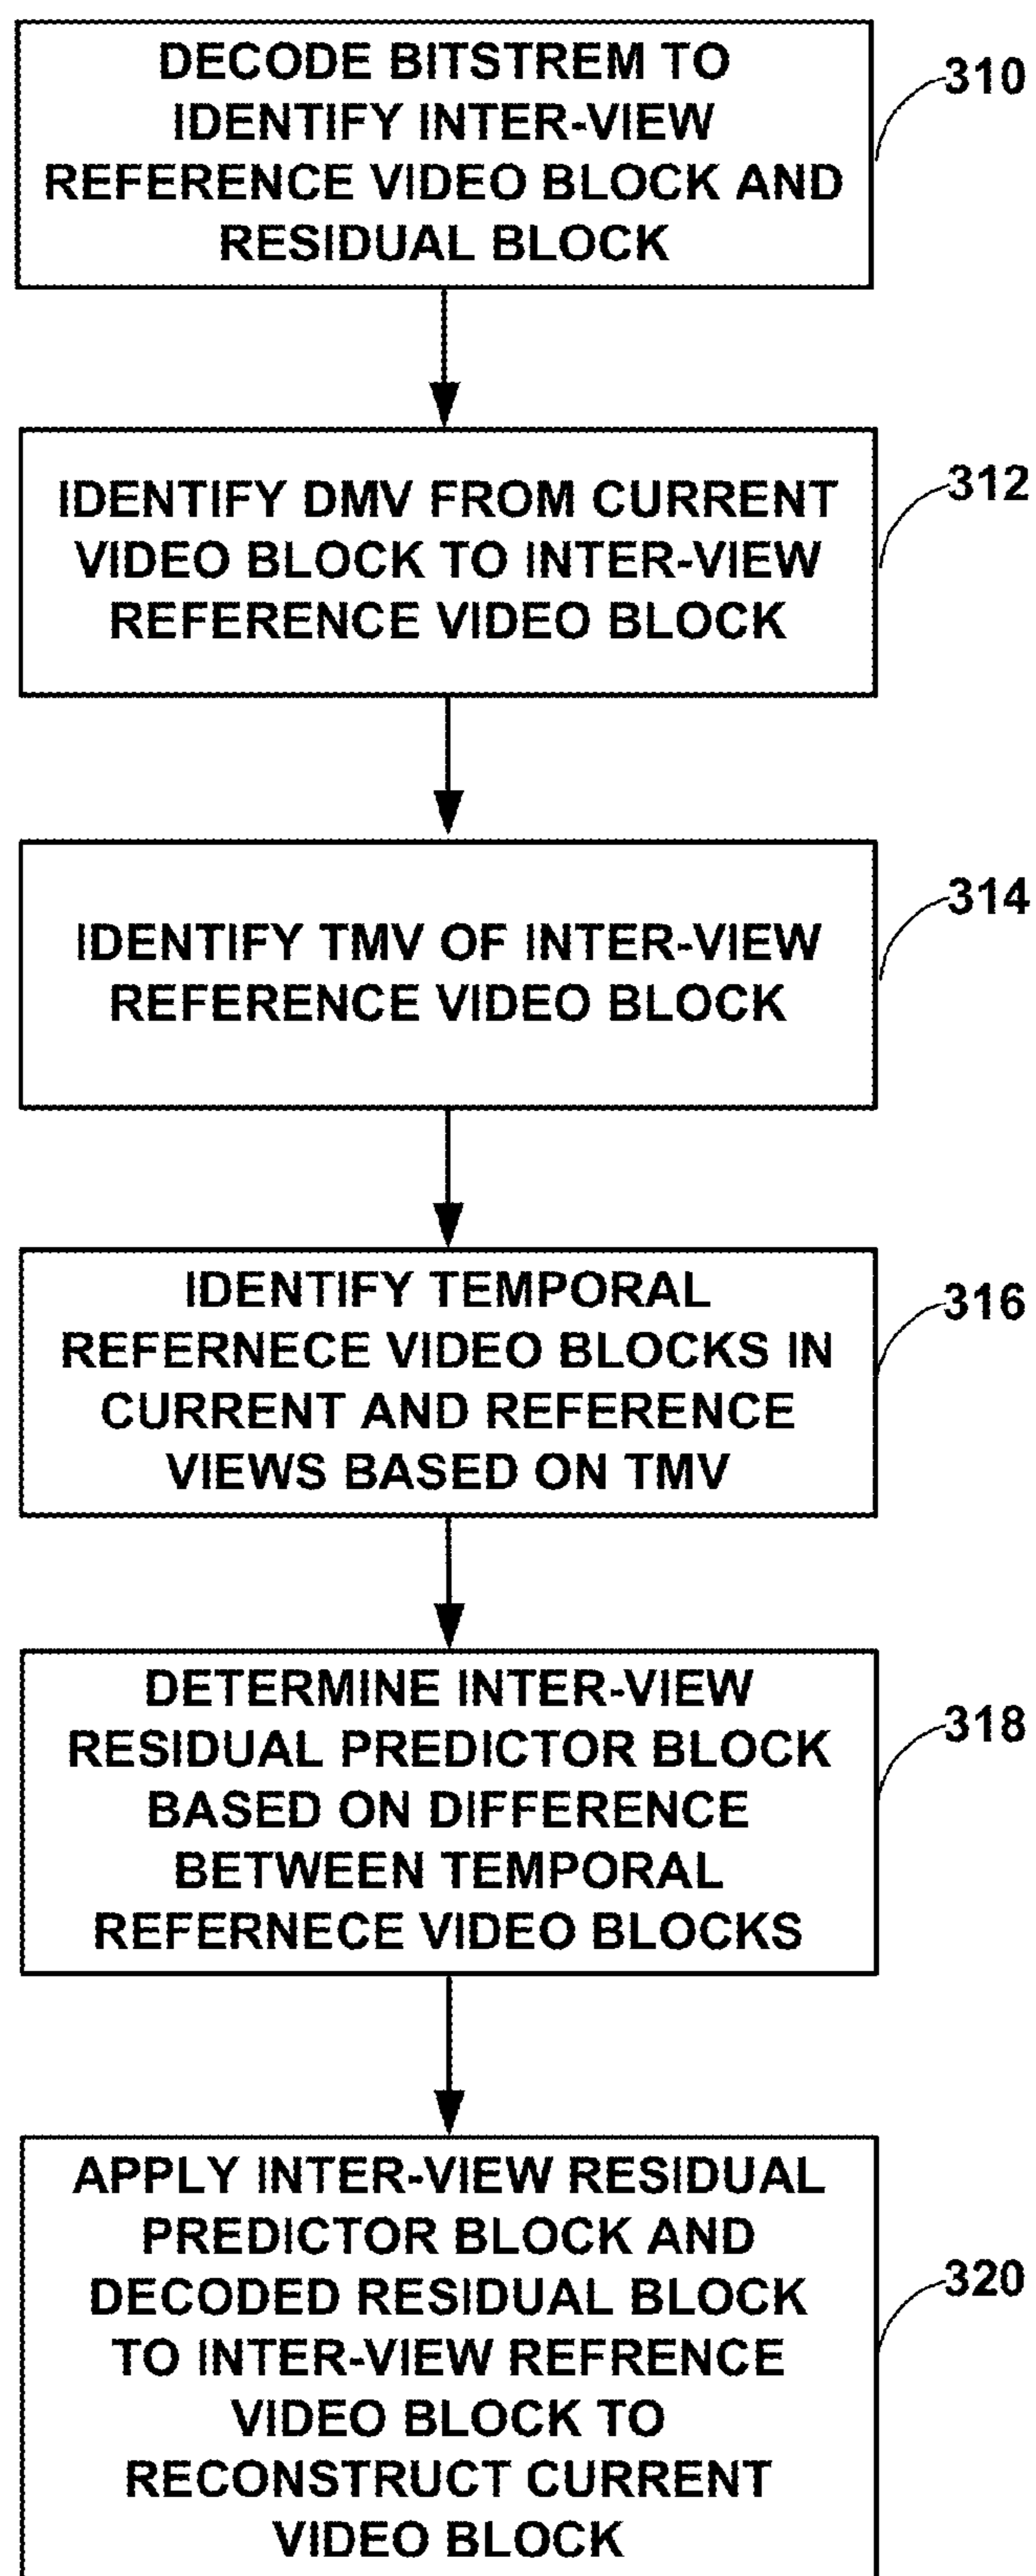 DECODE BITSTREM TO
IDENTIFY INTER-VIEW
REFERENCE VIDEO BLOCK AND
RESIDUAL BLOCK
310
IDENTIFY DMV FROM CURRENT
VIDEO BLOCK TO INTER-VIEW
REFERENCE VIDEO BLOCK
312
IDENTIFY TMV OF INTER-VIEW
REFERENCE VIDEO BLOCK
314
IDENTIFY TEMPORAL
REFERNECE VIDEO BLOCKS IN
CURRENT AND REFERENCE
VIEWS BASED ON TMV
316
DETERMINE INTER-VIEW
RESIDUAL PREDICTOR BLOCK
BASED ON DIFFERENCE
BETWEEN TEMPORAL
REFERNECE VIDEO BLOCKS
318
APPLY INTER-VIEW RESIDUAL
PREDICTOR BLOCK AND
DECODED RESIDUAL BLOCK
TO INTER-VIEW REFRENCE
VIDEO BLOCK TO
RECONSTRUCT CURRENT
VIDEO BLOCK
320